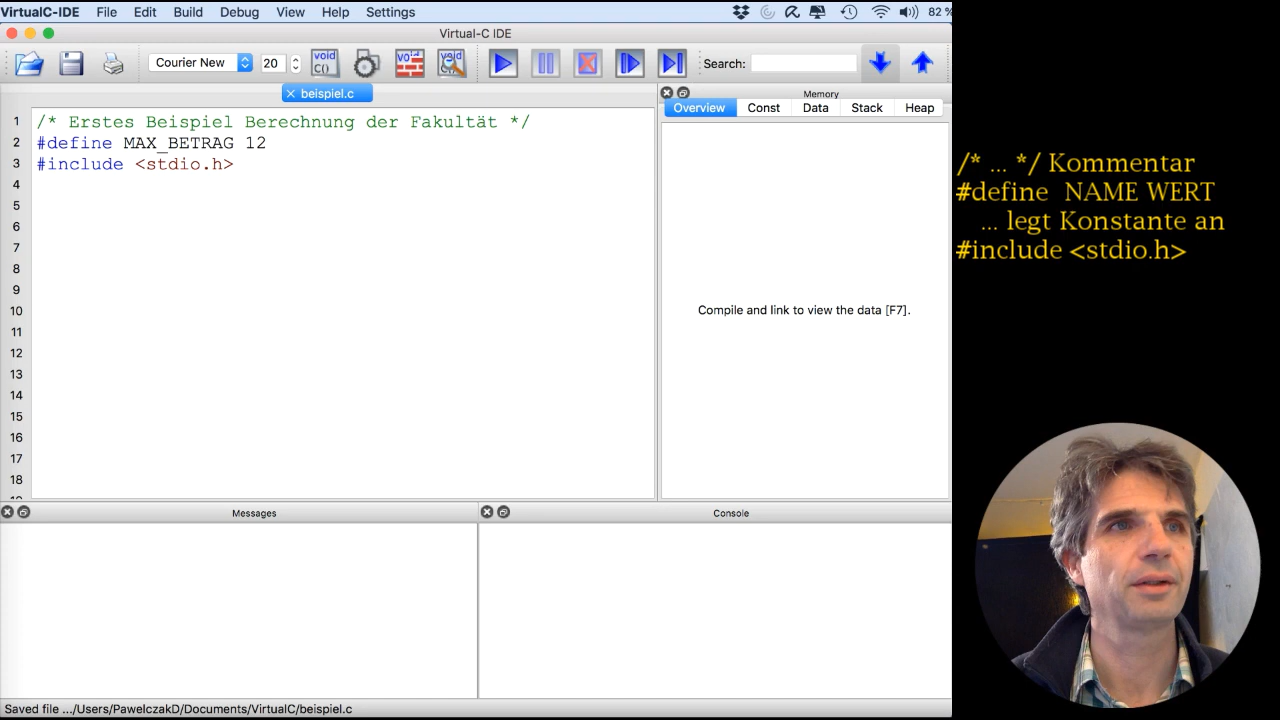 VirtualC-IDE File Edit Build Debug View Help Settings 82 %
Virtual-C IDE
Courier New 20 void C() void void Search:
beispiel.c
Memory
Overview Const Data Stack Heap
1 /* Erstes Beispiel Berechnung der Fakultät */
2 #define MAX_BETRAG 12
3 #include <stdio.h>
4
5
6
7
8
9
10
11
12
13
14
15
16
17
18
Compile and link to view the data [F7].
Messages
Console
Saved file .../Users/PawelczakD/Documents/VirtualC/beispiel.c
/* ... */ Kommentar
#define NAME WERT
... legt Konstante an
#include <stdio.h>